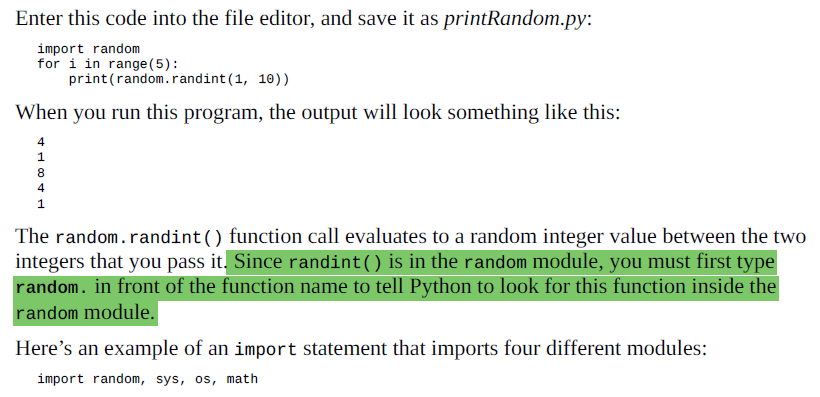 Enter this code into the file editor, and save it as printRandom.py:
import random
for i in range(5):
    print(random.randint(1, 10))
When you run this program, the output will look something like this:
4
1
8
4
1
The random.randint() function call evaluates to a random integer value between the two
integers that you pass it. Since randint() is in the random module, you must first type
random. in front of the function name to tell Python to look for this function inside the
random module.
Here’s an example of an import statement that imports four different modules:
import random, sys, os, math